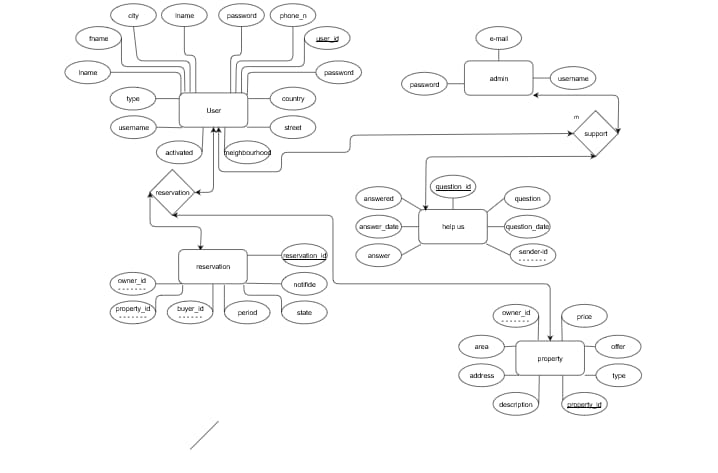 city
lname
password
phone_n
fname
user_id
e-mail
lname
password
admin
username
password
type
country
User
m
username
street
support
activated
neighbourhood
question_id
reservation
answered
question
answer_date
help us
question_date
answer
sender-id
reservation_id
reservation
owner_id
notifide
property_id
buyer_id
period
state
owner_id
price
area
offer
property
address
type
description
property_id